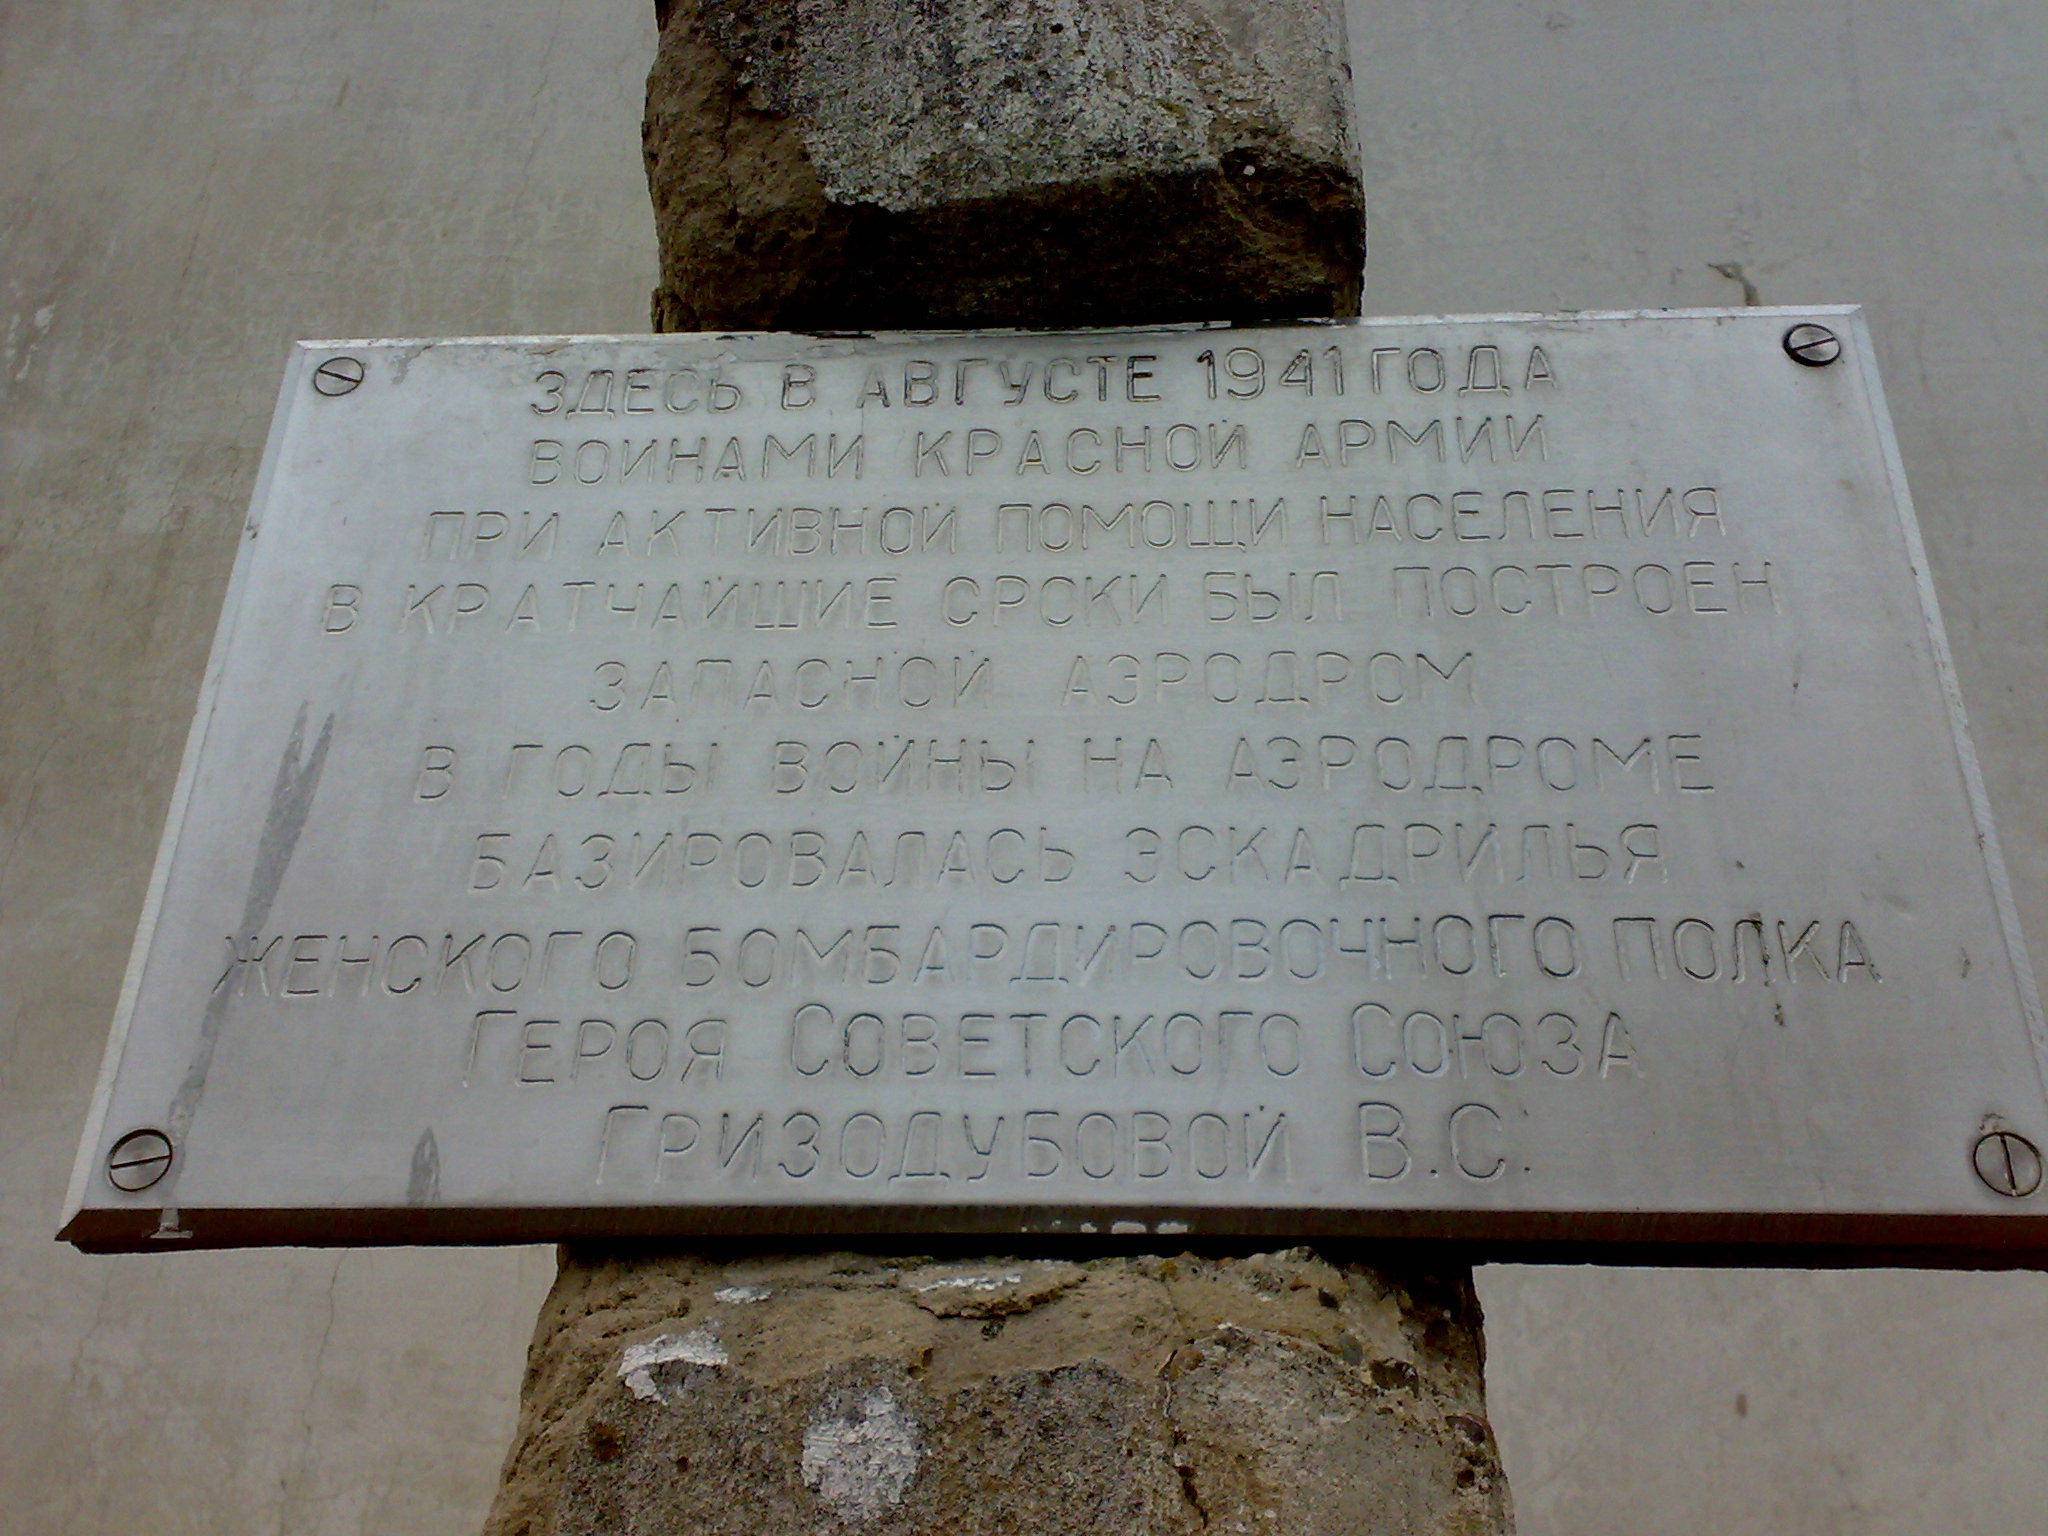 ЗДЕСЬ В АВГУСТЕ 1941 ГОДА
ВОИНАМИ КРАСНОЙ АРМИИ
ПРИ АКТИВНОЙ ПОМОЩИ НАСЕЛЕНИЯ
В КРАТЧАЙШИЕ СРОКИ БЫЛ ПОСТРОЕН
ЗАПАСНОЙ АЭРОДРОМ
В ГОДЫ ВОЙНЫ НА АЭРОДРОМЕ
БАЗИРОВАЛАСЬ ЭСКАДРИЛЬЯ
ЖЕНСКОГО БОМБАРДИРОВОЧНОГО ПОЛКА
ГЕРОЯ СОВЕТСКОГО СОЮЗА
ГРИЗОДУБОВОЙ В.С.